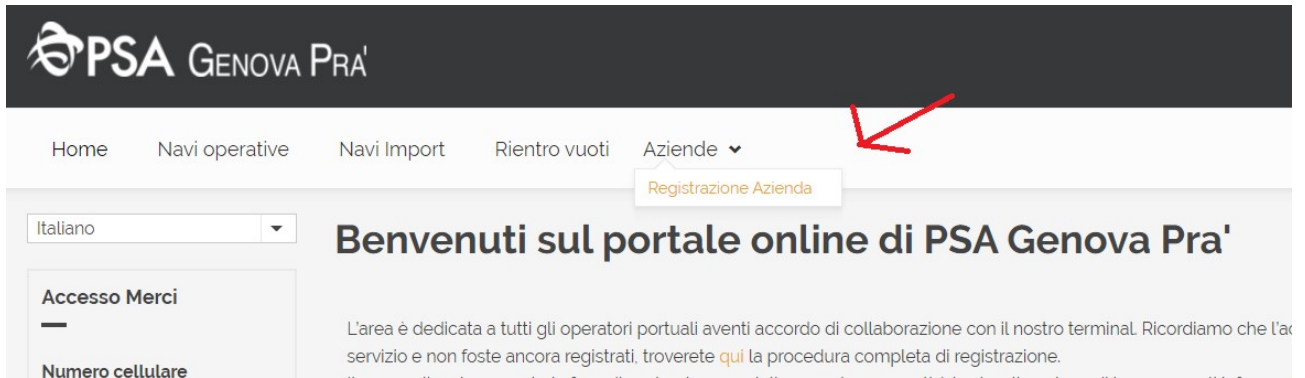 PSA GENOVA PRA'
Home Navi operative Navi Import Rientro vuoti Aziende
Registrazione Azienda
Italiano
Benvenuti sul portale online di PSA Genova Pra'
Accesso Merci
L'area è dedicata a tutti gli operatori portuali aventi accordo di collaborazione con il nostro terminal. Ricordiamo che l'a
servizio e non foste ancora registrati, troverete qui la procedura completa di registrazione.
Numero cellulare